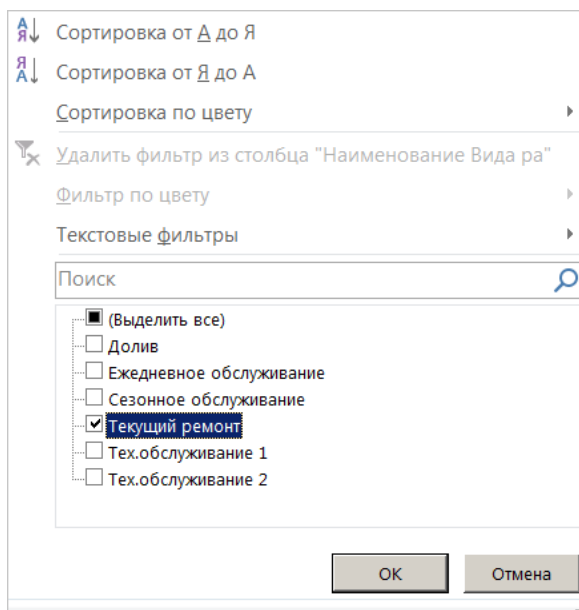 Сортировка от А до Я
Сортировка от Я до А
Сортировка по цвету
Удалить фильтр из столбца "Наименование Вида ра"
Фильтр по цвету
Текстовые фильтры
Поиск
(Выделить все)
Долив
Ежедневное обслуживание
Сезонное обслуживание
Текущий ремонт
Тех.обслуживание 1
Тех.обслуживание 2
ОК
Отмена